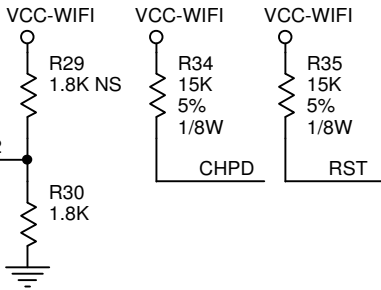 VCC-WIFI
VCC-WIFI
VCC-WIFI
R29
1.8K NS
R34
15K
5%
1/8W
R35
15K
5%
1/8W
2
CHPD
RST
R30
1.8K